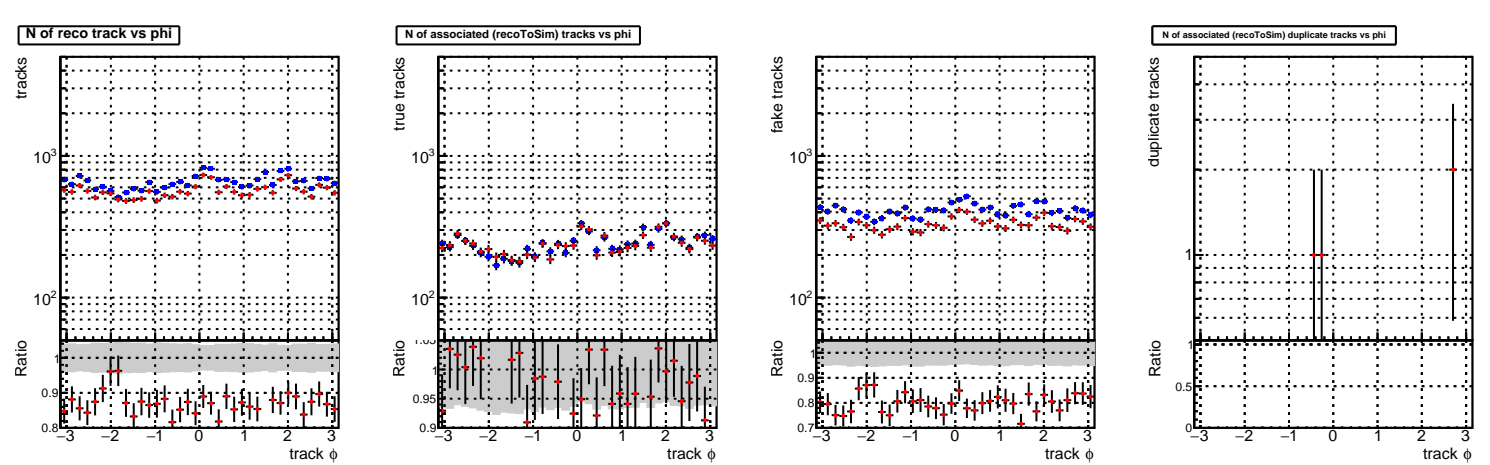 N of reco track vs phi
tracks
10³
10²
Ratio
1
0.9
0.8
−3 −2 −1 0 1 2 3
track ϕ
N of associated (recoToSim) tracks vs phi
true tracks
10³
10²
Ratio
1.05
1
0.95
0.9
−3 −2 −1 0 1 2 3
track ϕ
fake tracks
10³
10²
Ratio
1
0.9
0.8
0.7
−3 −2 −1 0 1 2 3
track ϕ
N of associated (recoToSim) duplicate tracks vs phi
duplicate tracks
1
Ratio
1
0.5
0
−3 −2 −1 0 1 2 3
track ϕ